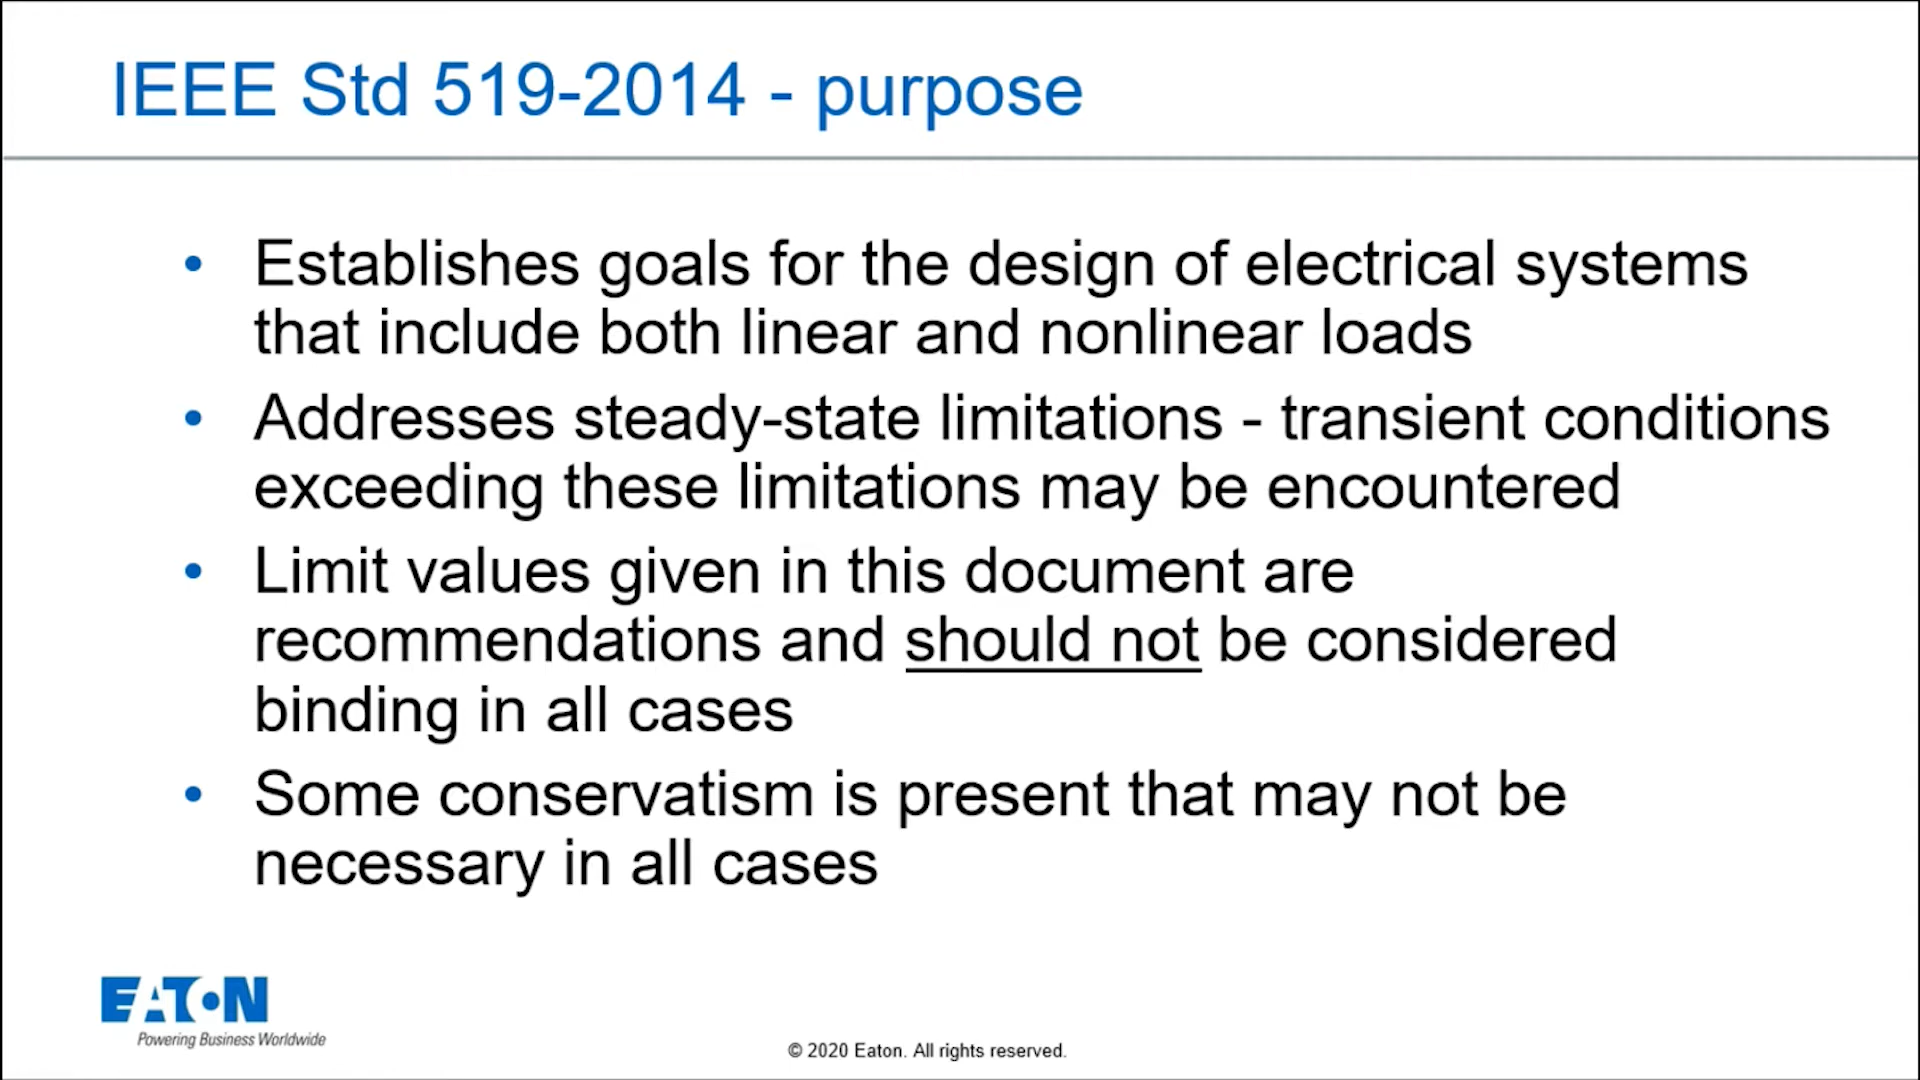 IEEE Std 519-2014 - purpose
• Establishes goals for the design of electrical systems
that include both linear and nonlinear loads
• Addresses steady-state limitations - transient conditions
exceeding these limitations may be encountered
• Limit values given in this document are
recommendations and should not be considered
binding in all cases
• Some conservatism is present that may not be
necessary in all cases
EATON
Powering Business Worldwide
© 2020 Eaton. All rights reserved.